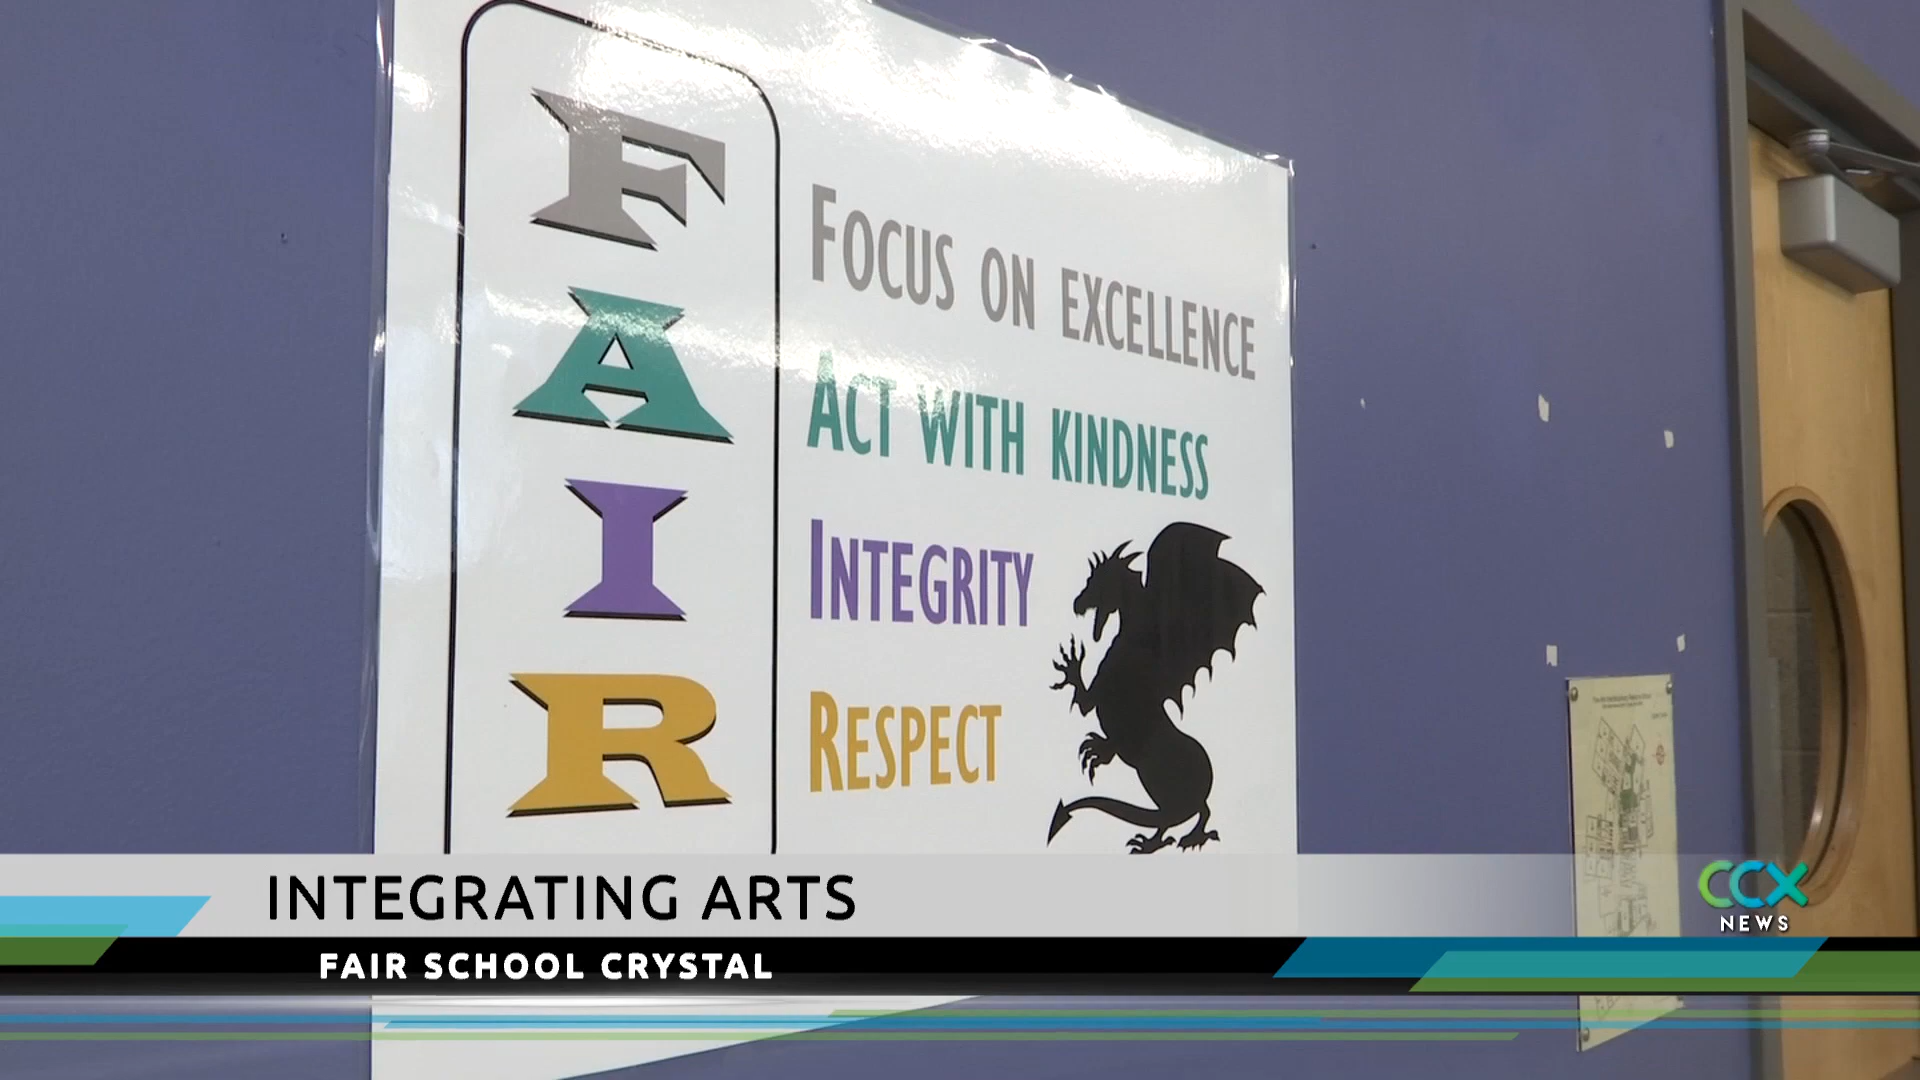 F
A
I
R
FOCUS ON EXCELLENCE
ACT WITH KINDNESS
INTEGRITY
RESPECT
INTEGRATING ARTS
FAIR SCHOOL CRYSTAL
CCX
NEWS